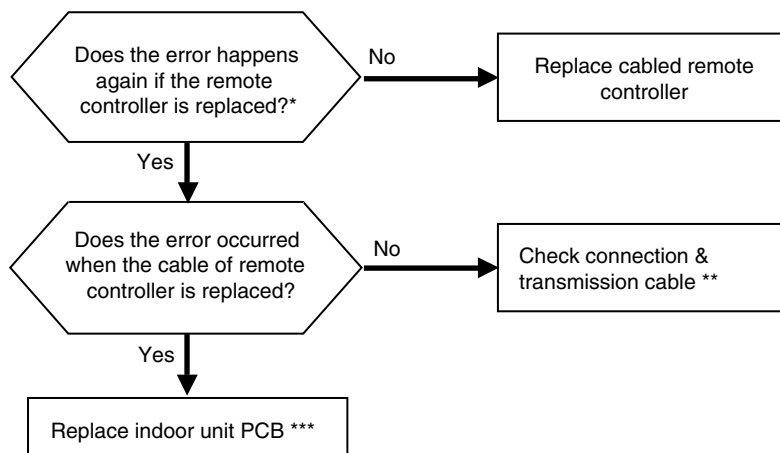 Does the error happens
again if the remote
controller is replaced?*
No
Replace cabled remote
controller
Yes
Does the error occurred
when the cable of remote
controller is replaced?
No
Check connection &
transmission cable **
Yes
Replace indoor unit PCB ***